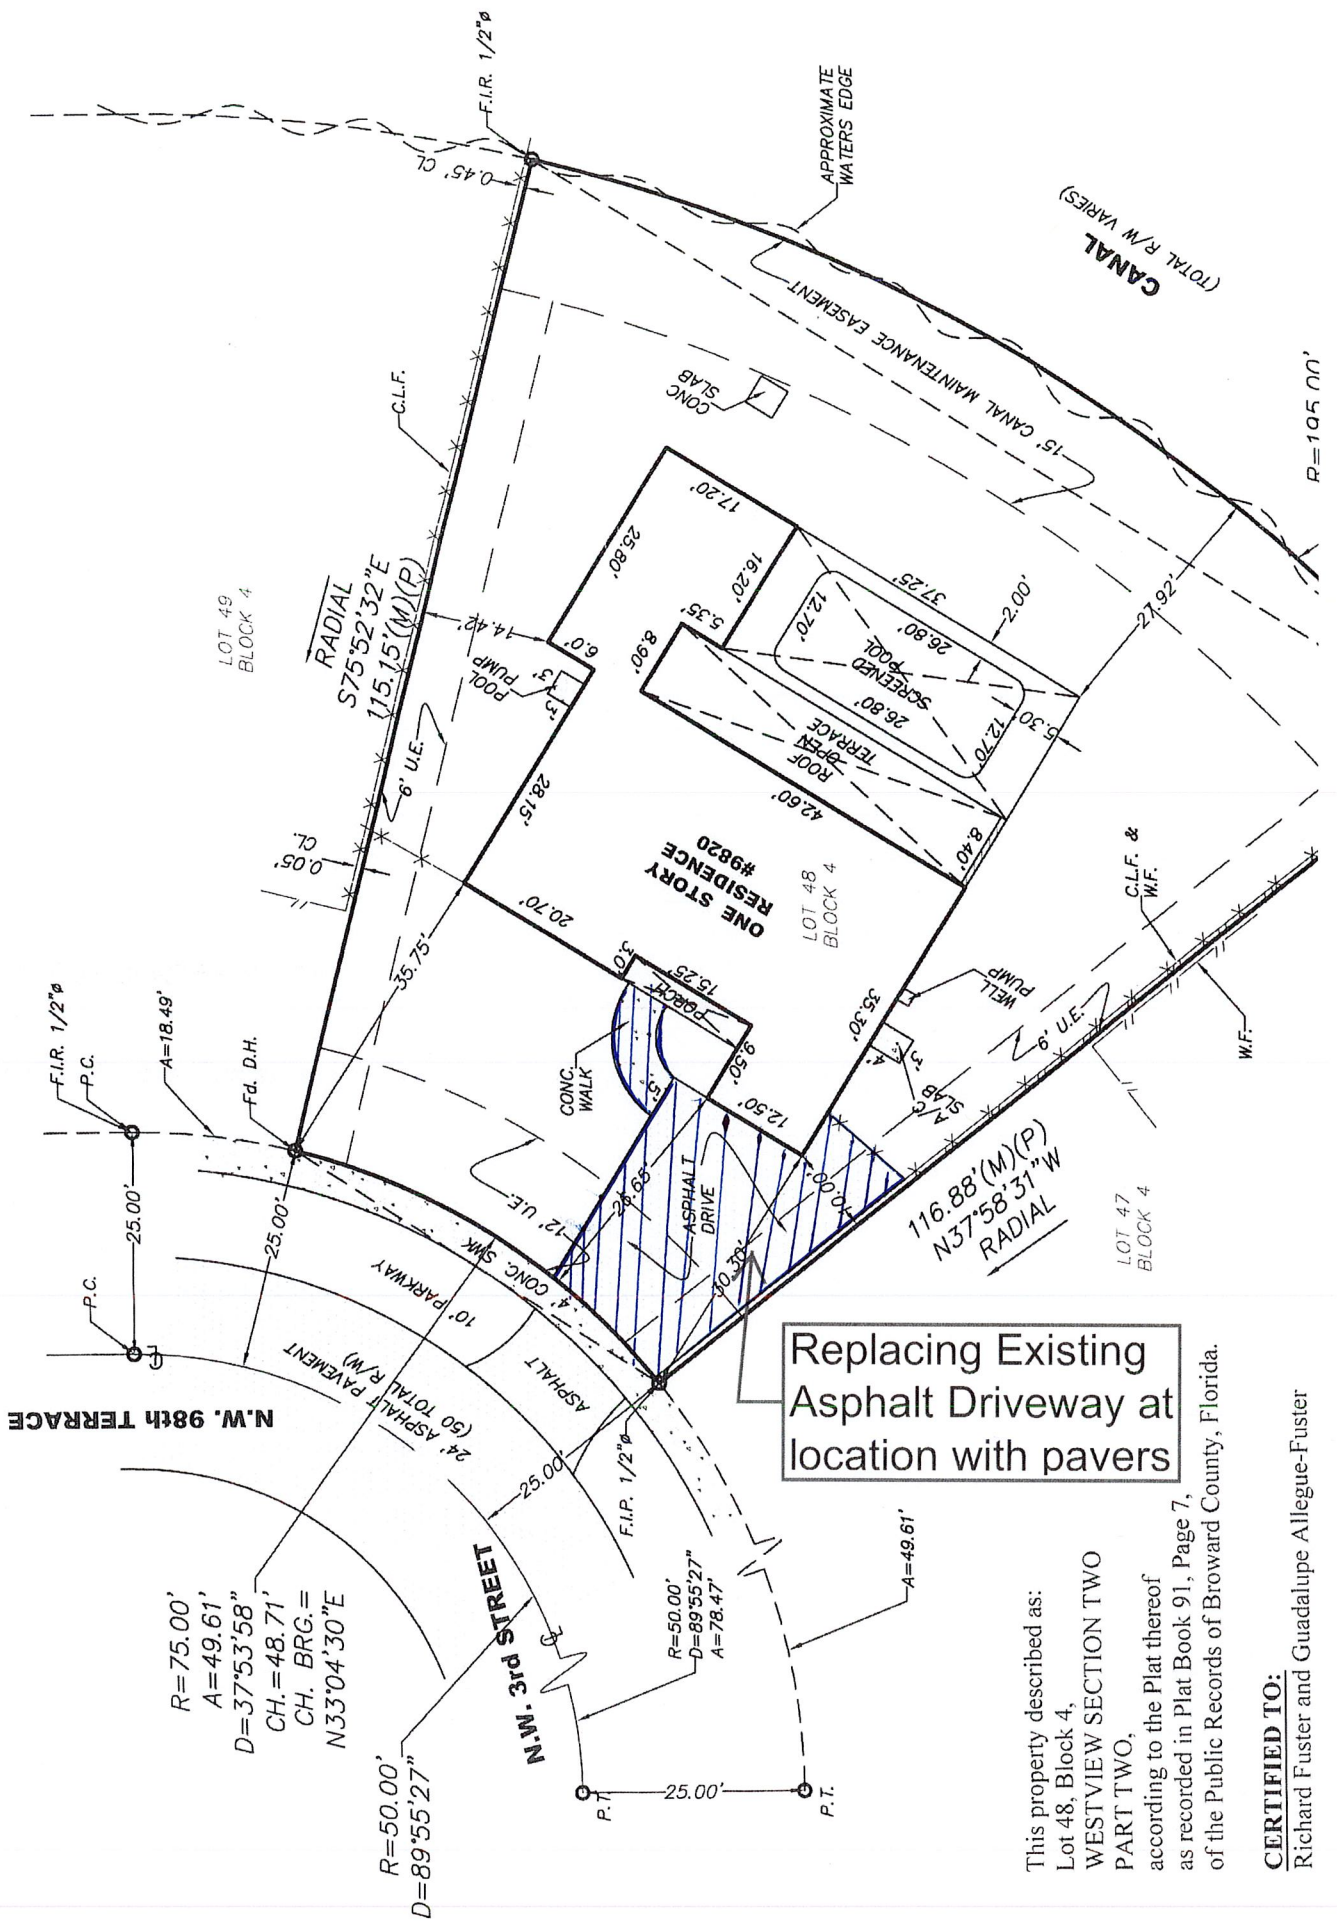 F.I.R. 1/2"ø
0.45' CL
APPROXIMATE
WATERS EDGE
CANAL
(TOTAL R/W VARIES)
15' CANAL MAINTENANCE EASEMENT
R=195.00'
C.L.F.
CONC
SLAB
LOT 49
BLOCK 4
RADIAL
S75°52'32"E
115.15'(M)(P)
6' U.E.
0.05' CL.
14.42'
POOL
PUMP
3'
3'
6.0'
25.80'
17.20'
16.20'
5.35'
8.90'
28.15'
20.70'
35.75'
37.25'
2.00'
12.70'
26.80'
SCREENED
POOL
26.80'
12.70'
5.30'
27.92'
ROOF
OPEN
TERRACE
42.60'
8.40'
ONE STORY
RESIDENCE
#9820
LOT 48
BLOCK 4
3.0'
15.25'
PORCH
9.50'
12.50'
35.30'
CONC.
WALK
5'
WELL
PUMP
4'
3'
A/C
SLAB
9' U.E.
C.L.F. &
W.F.
W.F.
116.88'(M)(P)
N37°58'31"W
RADIAL
LOT 47
BLOCK 4
10.00'
30.30'
26.65'
ASPHALT
DRIVE
12' U.E.
4' CONC. SWK
10' PARKWAY
ASPHALT
24' ASPHALT PAVEMENT
(50 TOTAL R/W)
N.W. 98th TERRACE
F.I.R. 1/2"ø
P.C.
A=18.49'
Fd. D.H.
25.00'
25.00'
P.C.
25.00'
F.I.P. 1/2"ø
R=75.00'
A=49.61'
D=37°53'58"
CH.=48.71'
CH. BRG.=
N33°04'30"E
R=50.00'
D=89°55'27"
N.W. 3rd STREET
R=50.00'
D=89°55'27"
A=78.47'
A=49.61'
P.T.
25.00'
P.T.
Replacing Existing
Asphalt Driveway at
location with pavers
This property described as:
Lot 48, Block 4,
WESTVIEW SECTION TWO
PART TWO,
according to the Plat thereof
as recorded in Plat Book 91, Page 7,
of the Public Records of Broward County, Florida.
CERTIFIED TO:
Richard Fuster and Guadalupe Allegue-Fuster